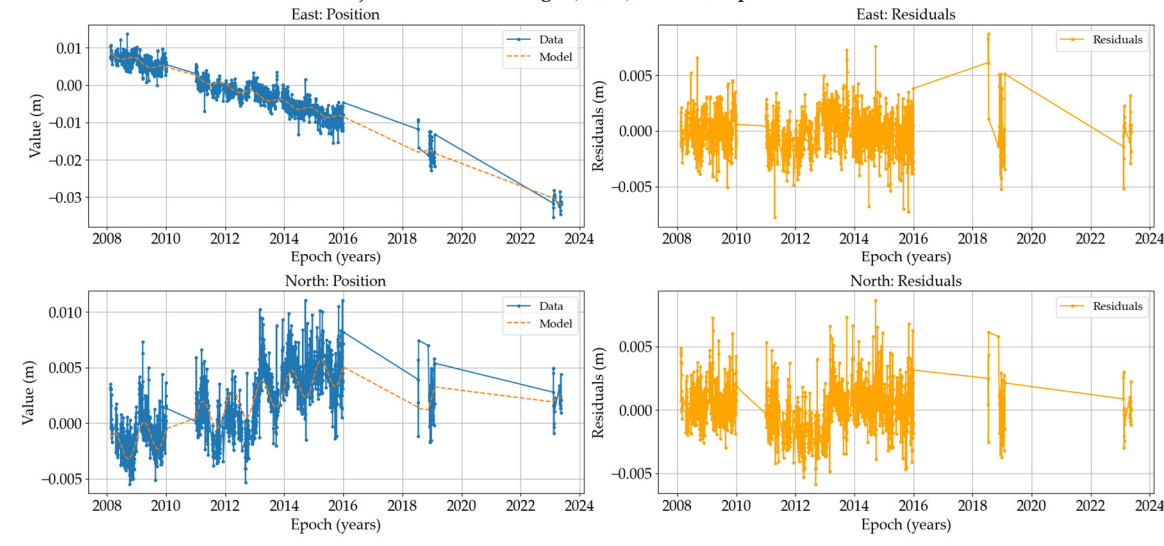 East: Position
0.01
0.00
−0.01
−0.02
−0.03
Value (m)
Data
Model
2008 2010 2012 2014 2016 2018 2020 2022 2024
Epoch (years)
East: Residuals
0.005
0.000
−0.005
Residuals (m)
Residuals
2008 2010 2012 2014 2016 2018 2020 2022 2024
Epoch (years)
North: Position
0.010
0.005
0.000
−0.005
Value (m)
Data
Model
2008 2010 2012 2014 2016 2018 2020 2022 2024
Epoch (years)
North: Residuals
0.005
0.000
−0.005
Residuals (m)
Residuals
2008 2010 2012 2014 2016 2018 2020 2022 2024
Epoch (years)